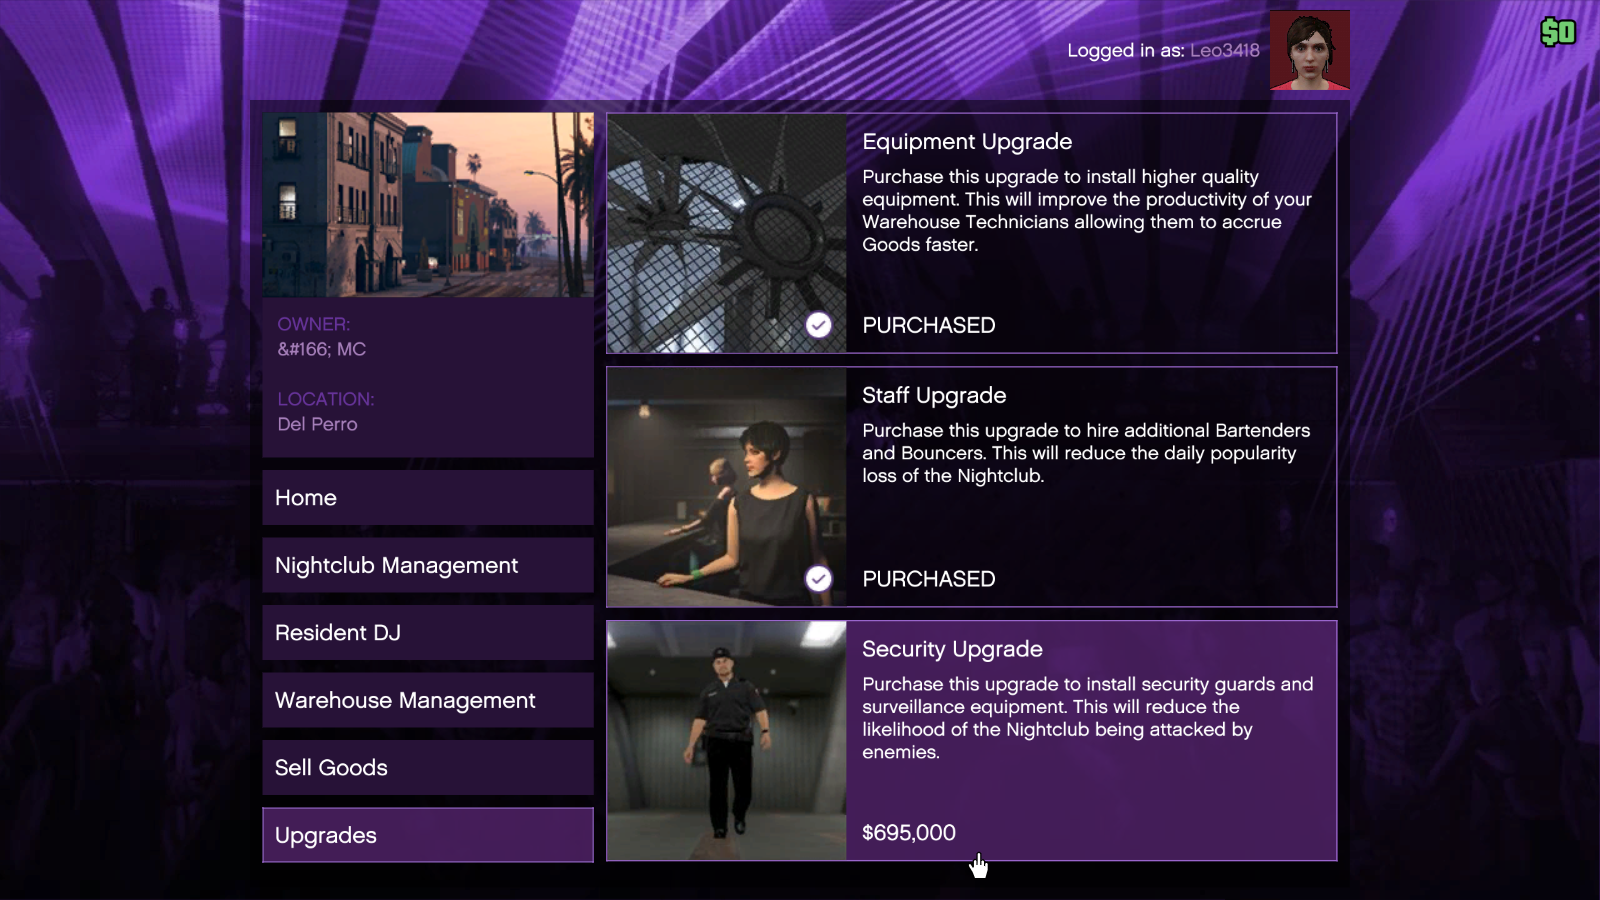 $0
Logged in as: Leo3418
OWNER:
&#166; MC
LOCATION:
Del Perro
Home
Nightclub Management
Resident DJ
Warehouse Management
Sell Goods
Upgrades
Equipment Upgrade
Purchase this upgrade to install higher quality
equipment. This will improve the productivity of your
Warehouse Technicians allowing them to accrue
Goods faster.
PURCHASED
Staff Upgrade
Purchase this upgrade to hire additional Bartenders
and Bouncers. This will reduce the daily popularity
loss of the Nightclub.
PURCHASED
Security Upgrade
Purchase this upgrade to install security guards and
surveillance equipment. This will reduce the
likelihood of the Nightclub being attacked by
enemies.
$695,000